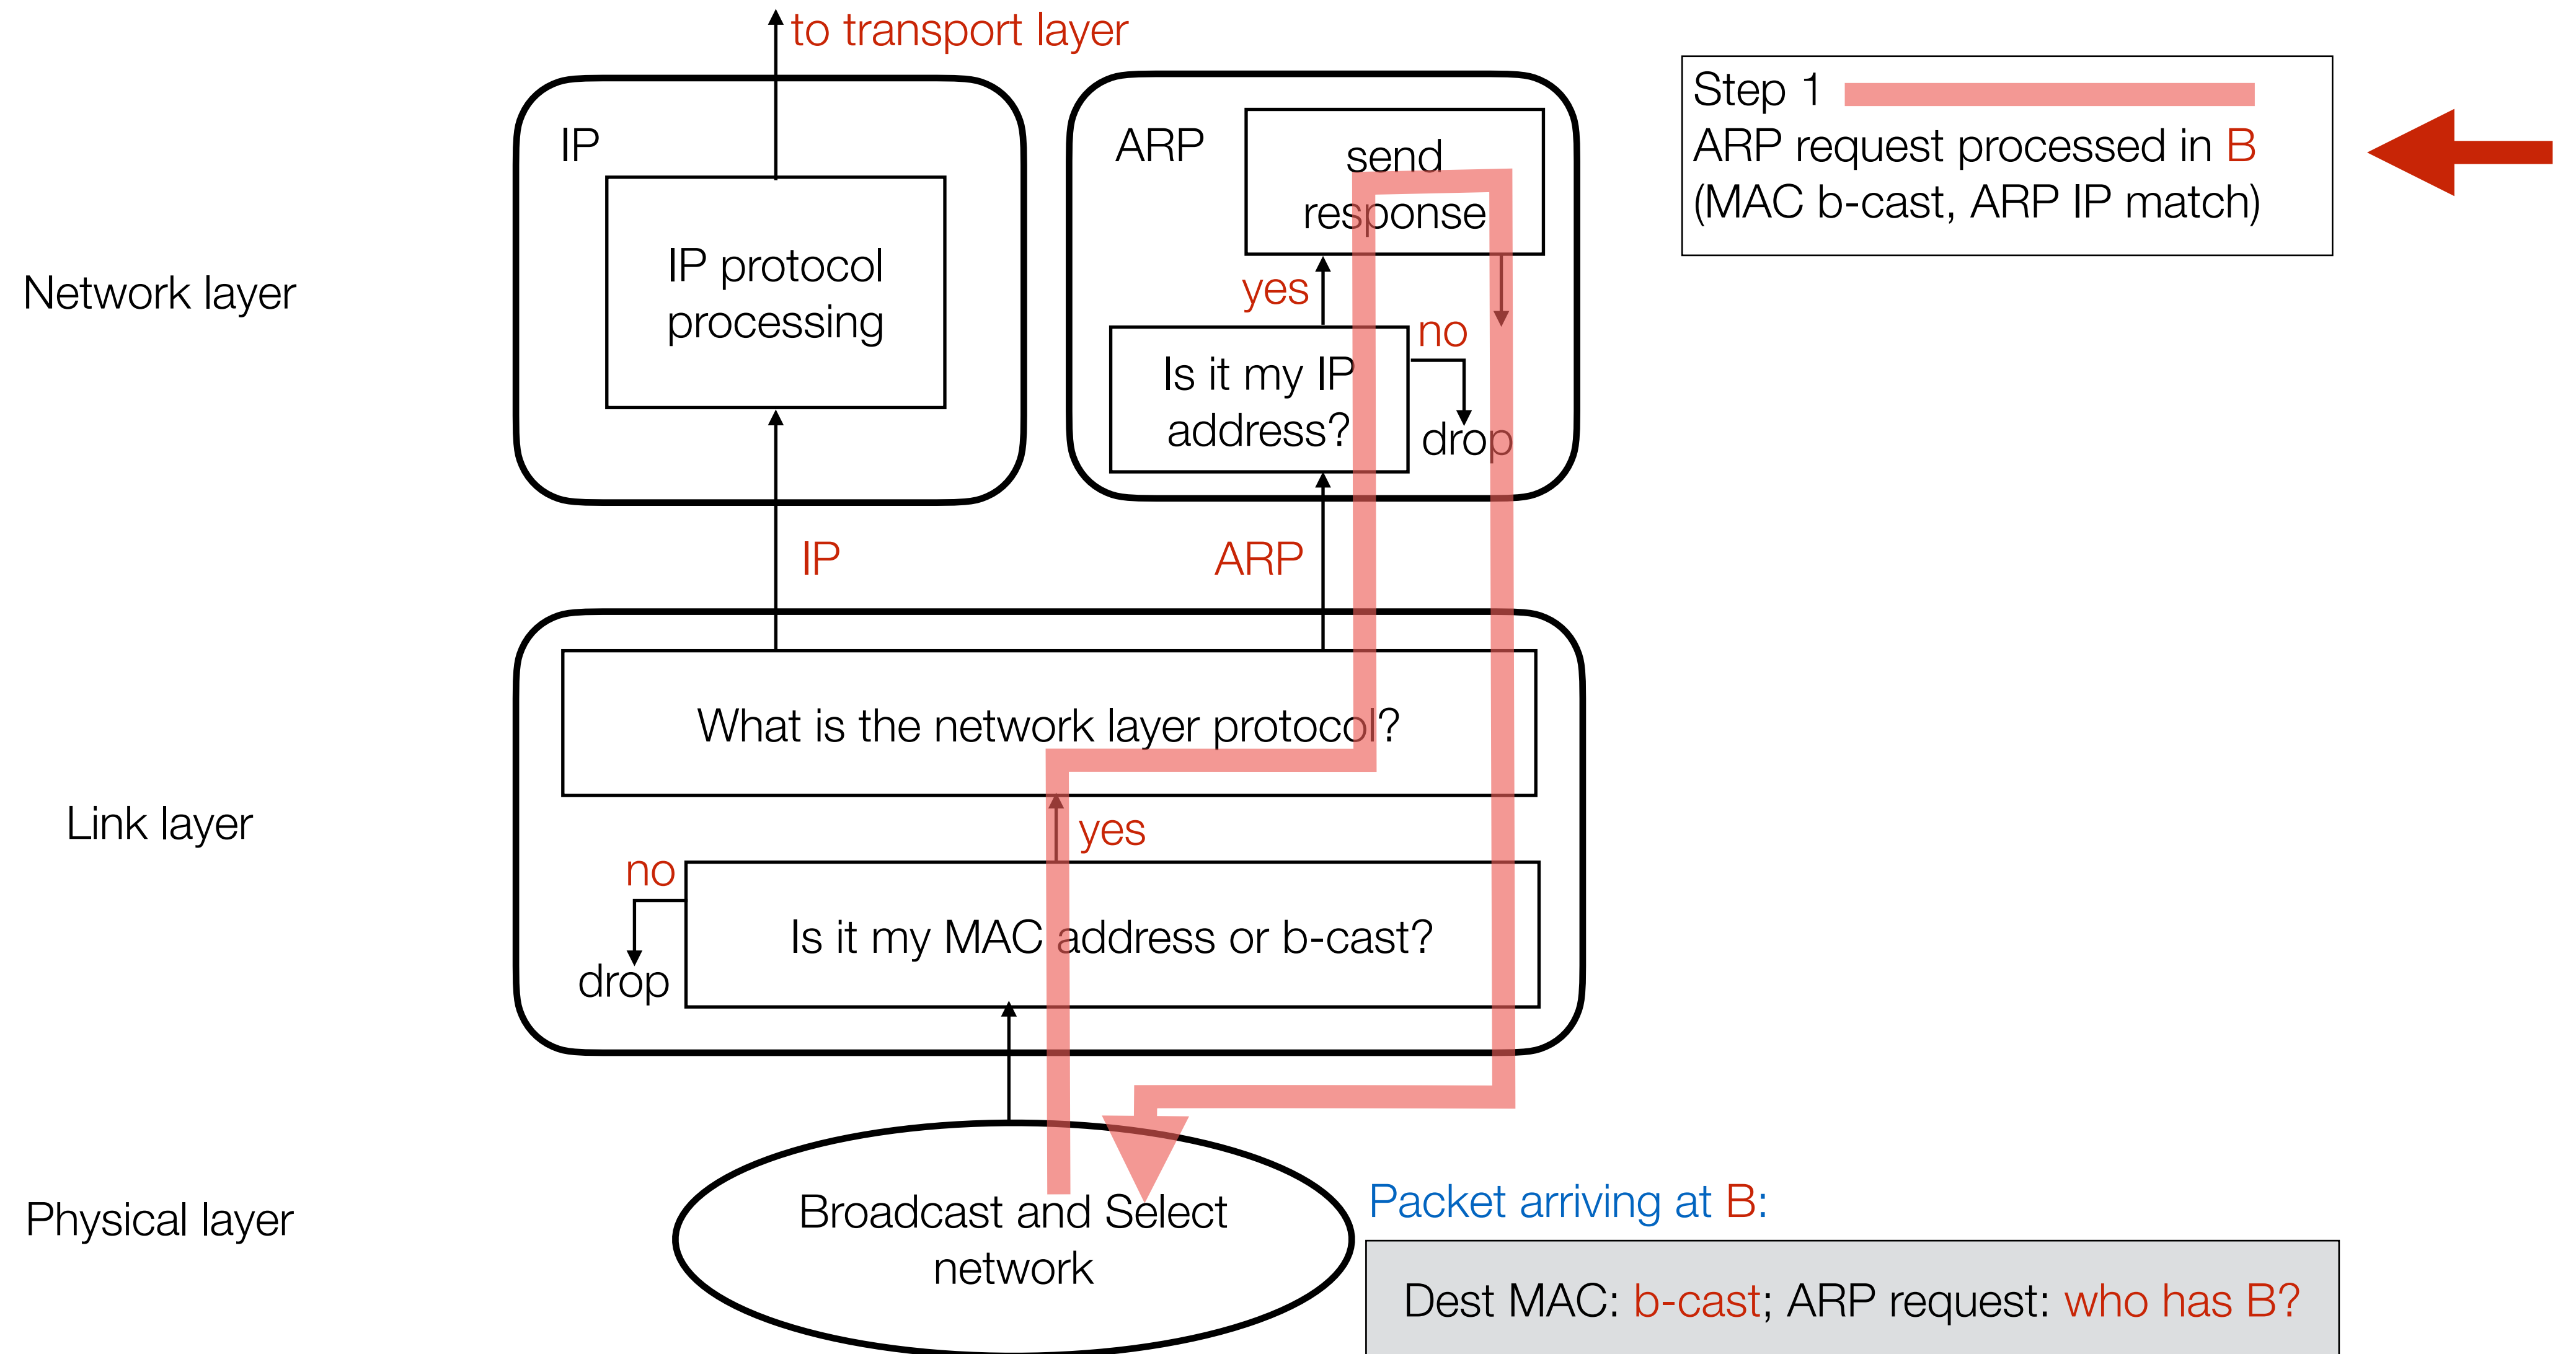 to transport layer
Step 1
ARP request processed in B
(MAC b-cast, ARP IP match)
IP
ARP
send
response
IP protocol
processing
Network layer
yes
no
Is it my IP
address?
drop
IP
ARP
What is the network layer protocol?
Link layer
yes
no
Is it my MAC address or b-cast?
drop
Physical layer
Broadcast and Select
network
Packet arriving at B:
Dest MAC: b-cast; ARP request: who has B?